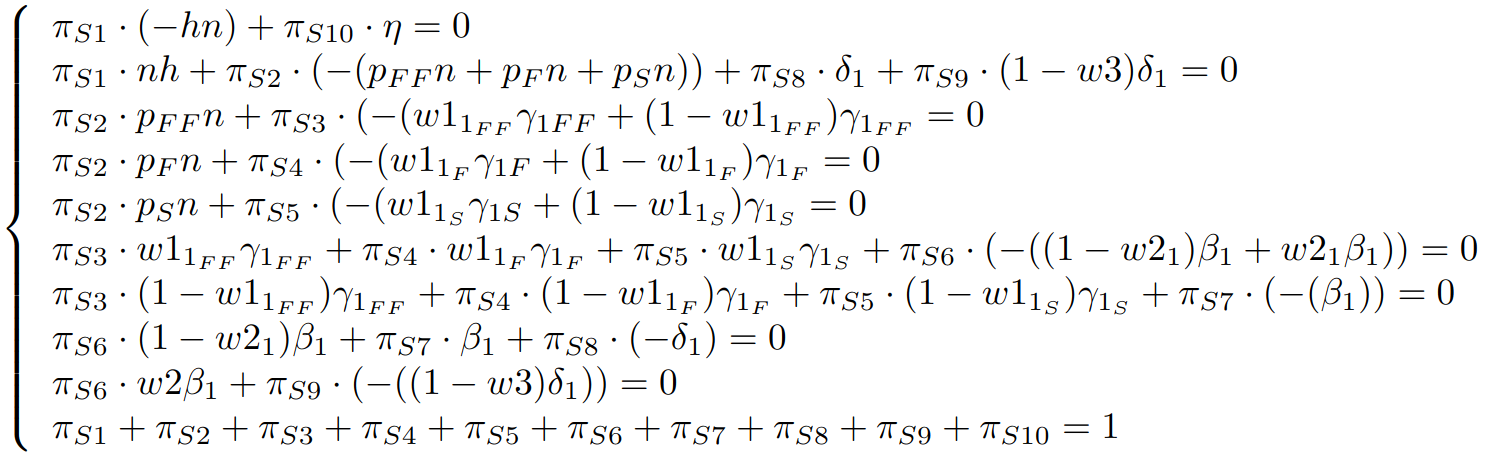 π_{S1} · (−hn) + π_{S10} · η = 0
π_{S1} · nh + π_{S2} · (−(p_{FF}n + p_{F}n + p_{S}n)) + π_{S8} · δ_1 + π_{S9} · (1 − w3)δ_1 = 0
π_{S2} · p_{FF}n + π_{S3} · (−(w1_{1_{FF}}γ_{1FF} + (1 − w1_{1_{FF}})γ_{1_{FF}} = 0
π_{S2} · p_{F}n + π_{S4} · (−(w1_{1_F}γ_{1F} + (1 − w1_{1_F})γ_{1_F} = 0
π_{S2} · p_{S}n + π_{S5} · (−(w1_{1_S}γ_{1S} + (1 − w1_{1_S})γ_{1_S} = 0
π_{S3} · w1_{1_{FF}}γ_{1_{FF}} + π_{S4} · w1_{1_F}γ_{1_F} + π_{S5} · w1_{1_S}γ_{1_S} + π_{S6} · (−((1 − w2_1)β_1 + w2_1β_1)) = 0
π_{S3} · (1 − w1_{1_{FF}})γ_{1_{FF}} + π_{S4} · (1 − w1_{1_F})γ_{1_F} + π_{S5} · (1 − w1_{1_S})γ_{1_S} + π_{S7} · (−(β_1)) = 0
π_{S6} · (1 − w2_1)β_1 + π_{S7} · β_1 + π_{S8} · (−δ_1) = 0
π_{S6} · w2β_1 + π_{S9} · (−((1 − w3)δ_1)) = 0
π_{S1} + π_{S2} + π_{S3} + π_{S4} + π_{S5} + π_{S6} + π_{S7} + π_{S8} + π_{S9} + π_{S10} = 1